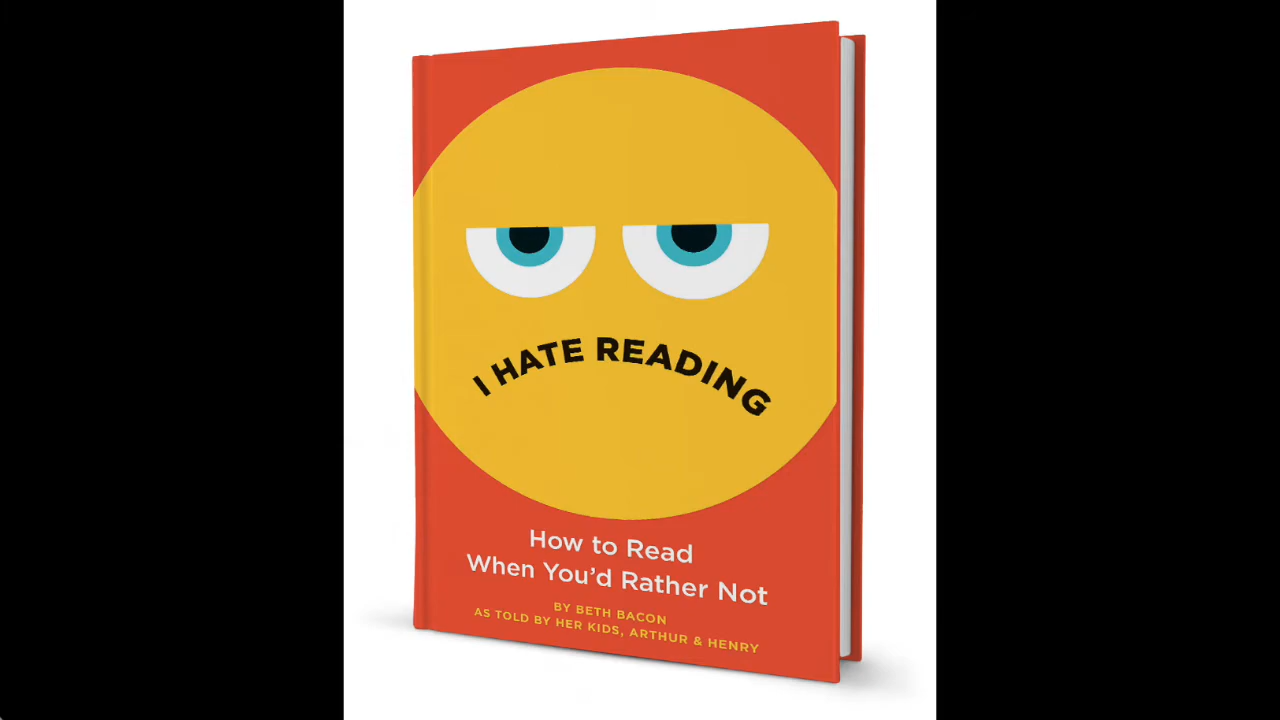 I HATE READING
How to Read
When You'd Rather Not
BY BETH BACON
AS TOLD BY HER KIDS, ARTHUR & HENRY